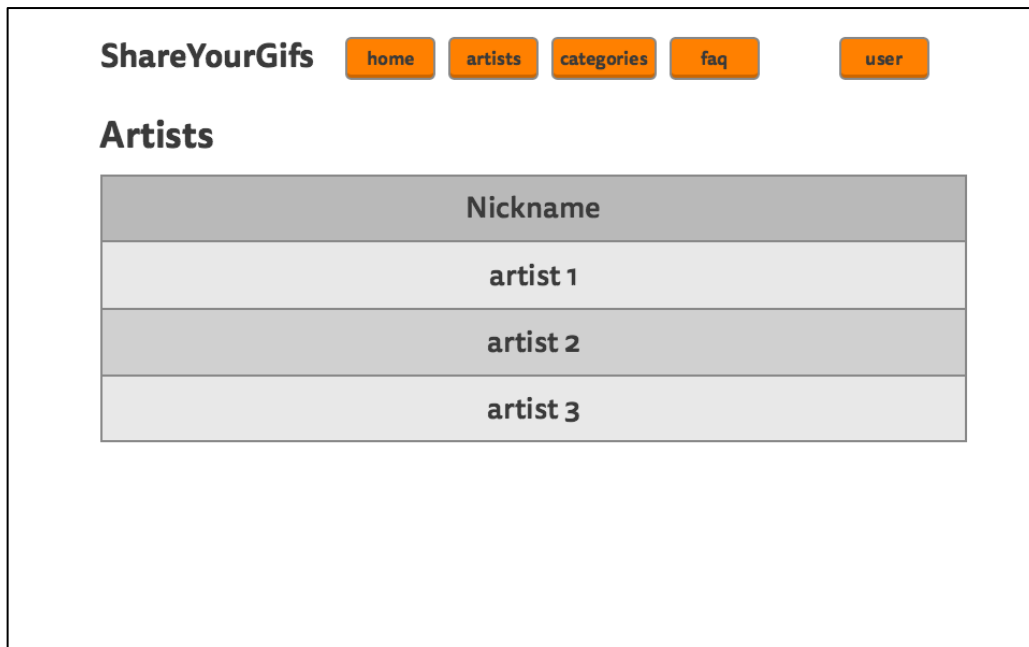 ShareYourGifs home artists categories faq user
Artists
Nickname
artist 1
artist 2
artist 3